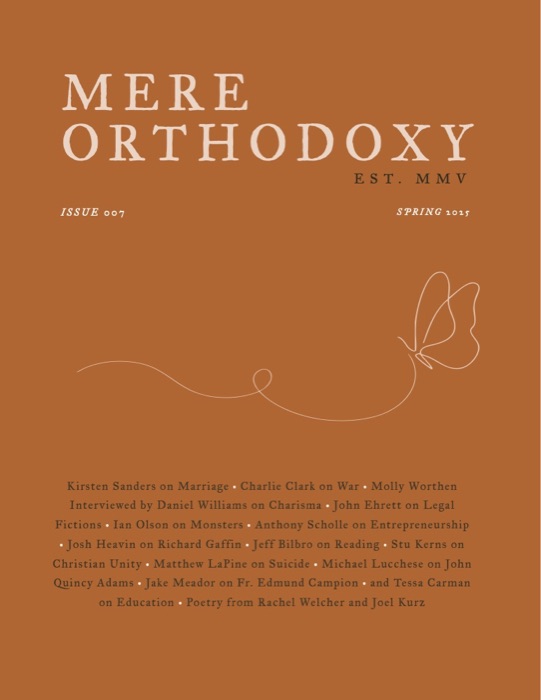 MERE
ORTHODOXY
EST. MMV
ISSUE 007
SPRING 2025
Kirsten Sanders on Marriage • Charlie Clark on War • Molly Worthen
Interviewed by Daniel Williams on Charisma • John Ehrett on Legal
Fictions • Ian Olson on Monsters • Anthony Scholle on Entrepreneurship
• Josh Heavin on Richard Gaffin • Jeff Bilbro on Reading • Stu Kerns on
Christian Unity • Matthew LaPine on Suicide • Michael Lucchese on John
Quincy Adams • Jake Meador on Fr. Edmund Campion • and Tessa Carman
on Education • Poetry from Rachel Welcher and Joel Kurz